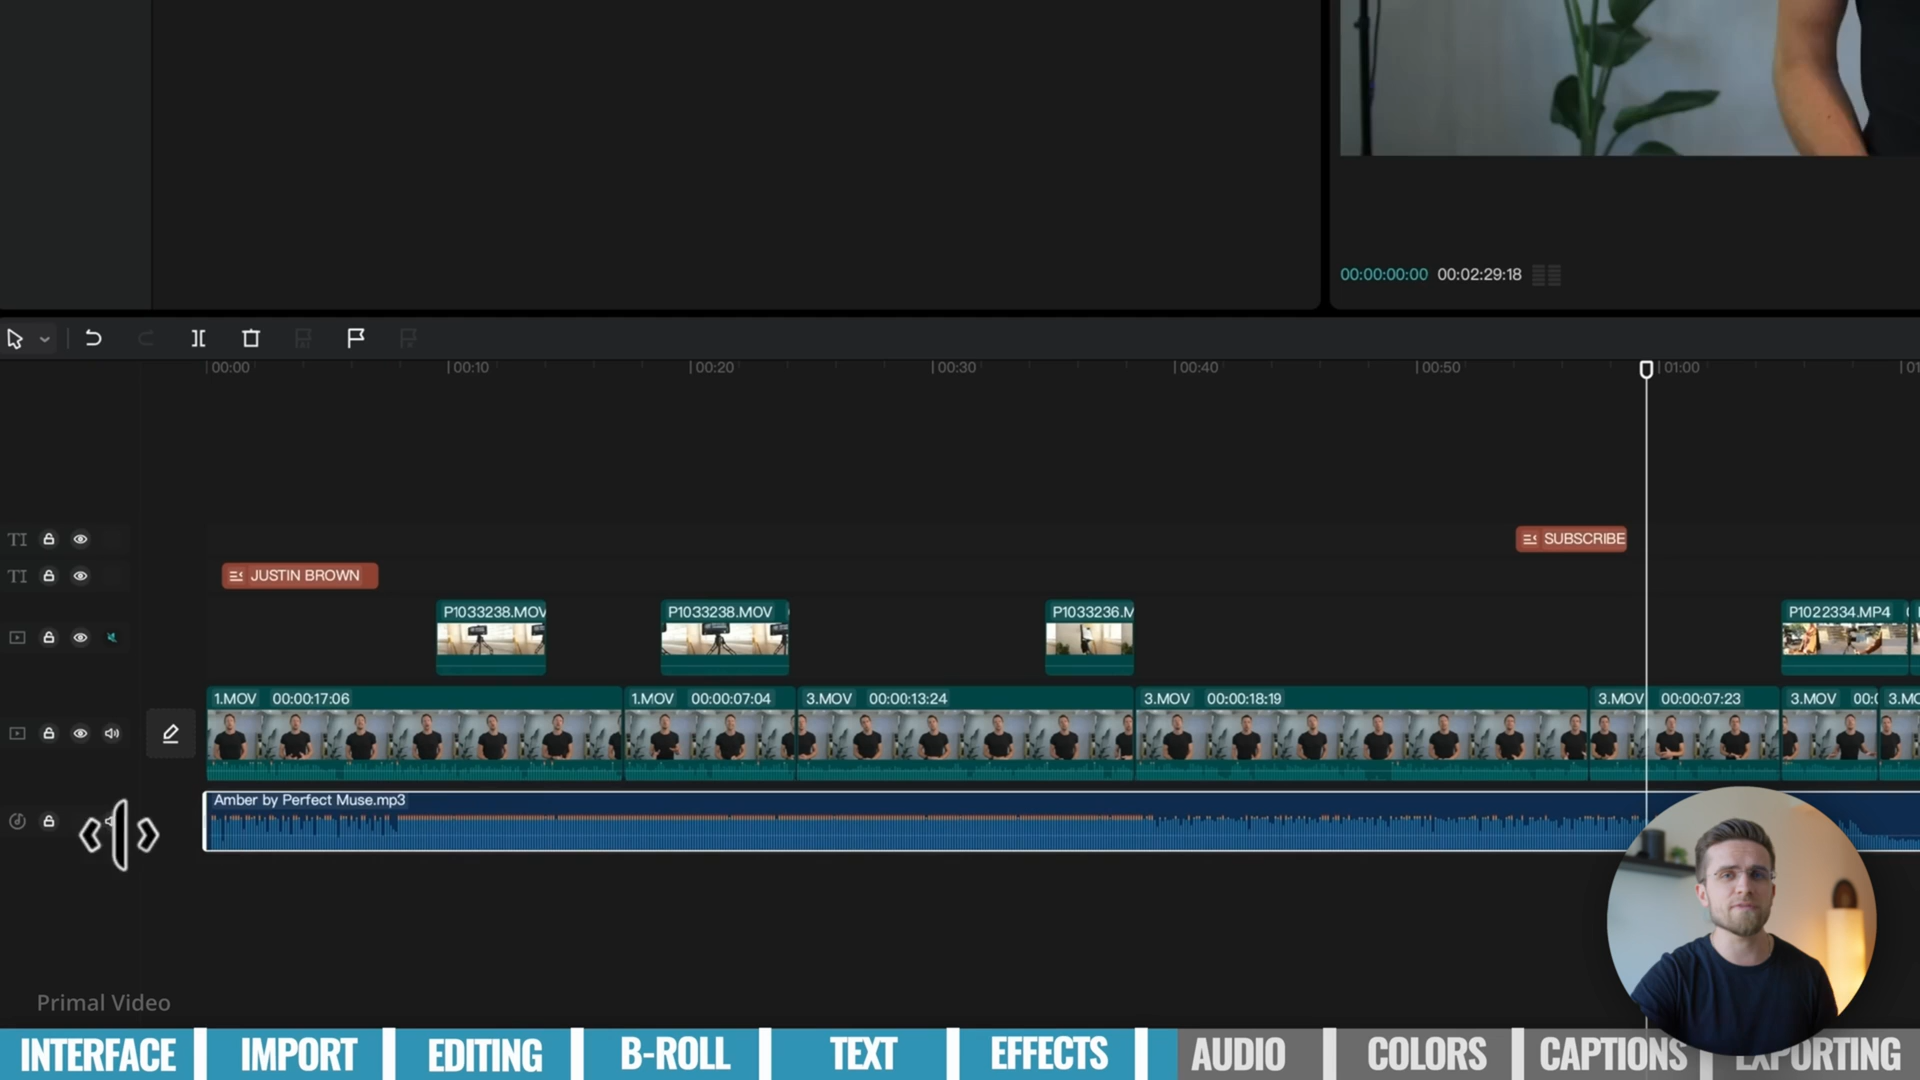 00:00:00:00 00:02:29:18
00:00 00:10 00:20 00:30 00:40 00:50 01:00
SUBSCRIBE
JUSTIN BROWN
P1033238.MOV P1033238.MOV P1033236.M P1022334.MP4
1.MOV 00:00:17:06 1.MOV 00:00:07:04 3.MOV 00:00:13:24 3.MOV 00:00:18:19 3.MOV 00:00:07:23 3.MOV 3.MO
Amber by Perfect Muse.mp3
Primal Video
INTERFACE IMPORT EDITING B-ROLL TEXT EFFECTS AUDIO COLORS CAPTIONS EXPORTING